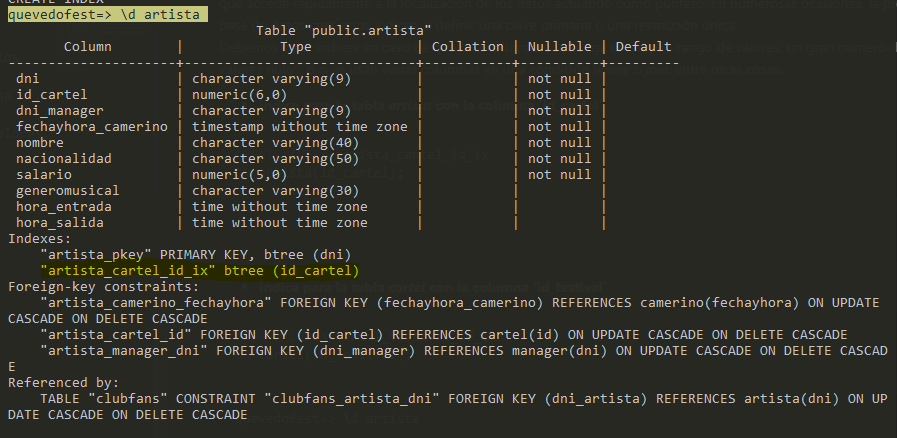 CREATE INDEX
quevedofest=> \d artista
Table "public.artista"
Column | Type | Collation | Nullable | Default
---------------------+-----------------------------+-----------+----------+---------
dni | character varying(9) | | not null |
id_cartel | numeric(6,0) | | not null |
dni_manager | character varying(9) | | not null |
fechayhora_camerino | timestamp without time zone | | not null |
nombre | character varying(40) | | not null |
nacionalidad | character varying(50) | | not null |
salario | numeric(5,0) | | not null |
generomusical | character varying(30) | | |
hora_entrada | time without time zone | | |
hora_salida | time without time zone | | |
Indexes:
"artista_pkey" PRIMARY KEY, btree (dni)
"artista_cartel_id_ix" btree (id_cartel)
Foreign-key constraints:
"artista_camerino_fechayhora" FOREIGN KEY (fechayhora_camerino) REFERENCES camerino(fechayhora) ON UPDATE
CASCADE ON DELETE CASCADE
"artista_cartel_id" FOREIGN KEY (id_cartel) REFERENCES cartel(id) ON UPDATE CASCADE ON DELETE CASCADE
"artista_manager_dni" FOREIGN KEY (dni_manager) REFERENCES manager(dni) ON UPDATE CASCADE ON DELETE CASCAD
E
Referenced by:
TABLE "clubfans" CONSTRAINT "clubfans_artista_dni" FOREIGN KEY (dni_artista) REFERENCES artista(dni) ON UP
DATE CASCADE ON DELETE CASCADE